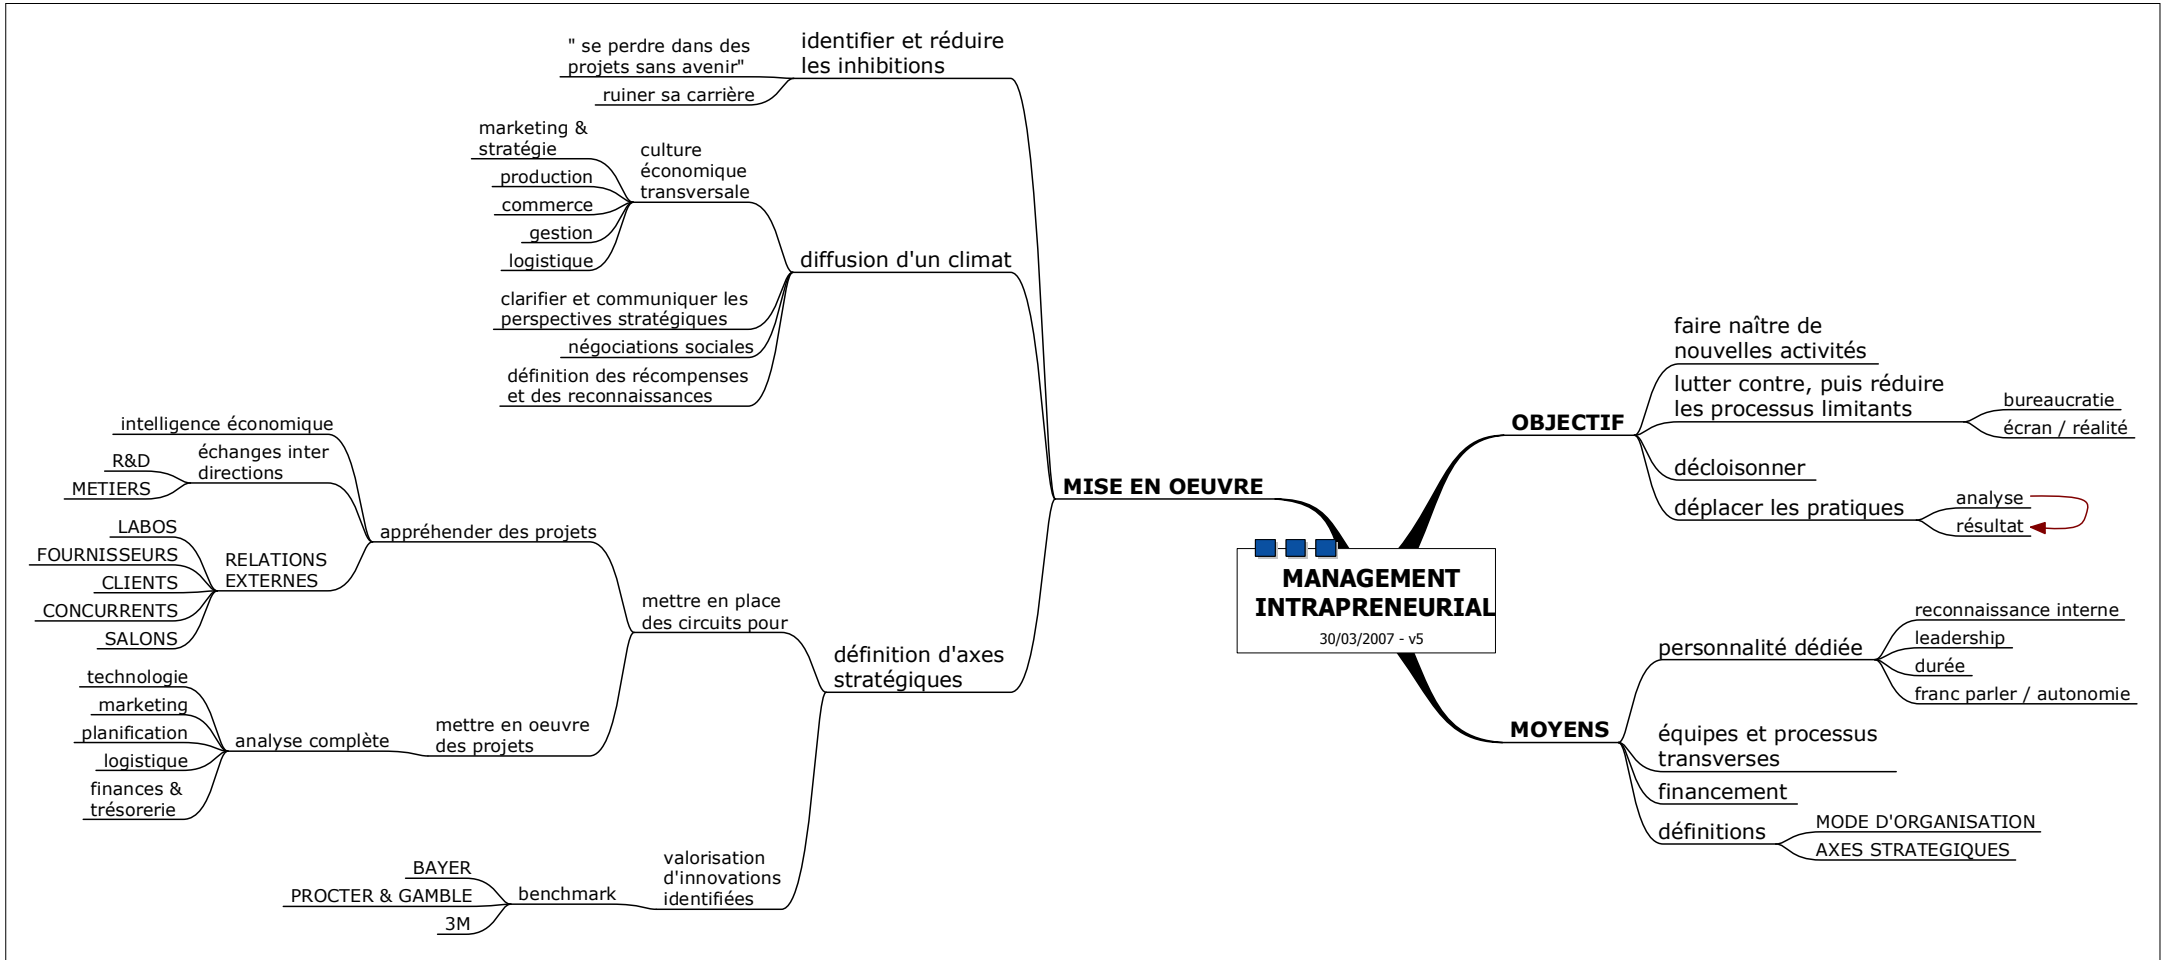 MANAGEMENT
INTRAPRENEURIAL
30/03/2007 - v5
OBJECTIF
faire naître de
nouvelles activités
lutter contre, puis réduire
les processus limitants
bureaucratie
écran / réalité
décloisonner
déplacer les pratiques
analyse
résultat
MOYENS
personnalité dédiée
reconnaissance interne
leadership
durée
franc parler / autonomie
équipes et processus
transverses
financement
définitions
MODE D'ORGANISATION
AXES STRATEGIQUES
MISE EN OEUVRE
identifier et réduire
les inhibitions
" se perdre dans des
projets sans avenir"
ruiner sa carrière
diffusion d'un climat
culture
économique
transversale
marketing &
stratégie
production
commerce
gestion
logistique
clarifier et communiquer les
perspectives stratégiques
négociations sociales
définition des récompenses
et des reconnaissances
définition d'axes
stratégiques
mettre en place
des circuits pour
appréhender des projets
intelligence économique
échanges inter
directions
R&D
METIERS
RELATIONS
EXTERNES
LABOS
FOURNISSEURS
CLIENTS
CONCURRENTS
SALONS
mettre en oeuvre
des projets
analyse complète
technologie
marketing
planification
logistique
finances &
trésorerie
valorisation
d'innovations
identifiées
benchmark
BAYER
PROCTER & GAMBLE
3M